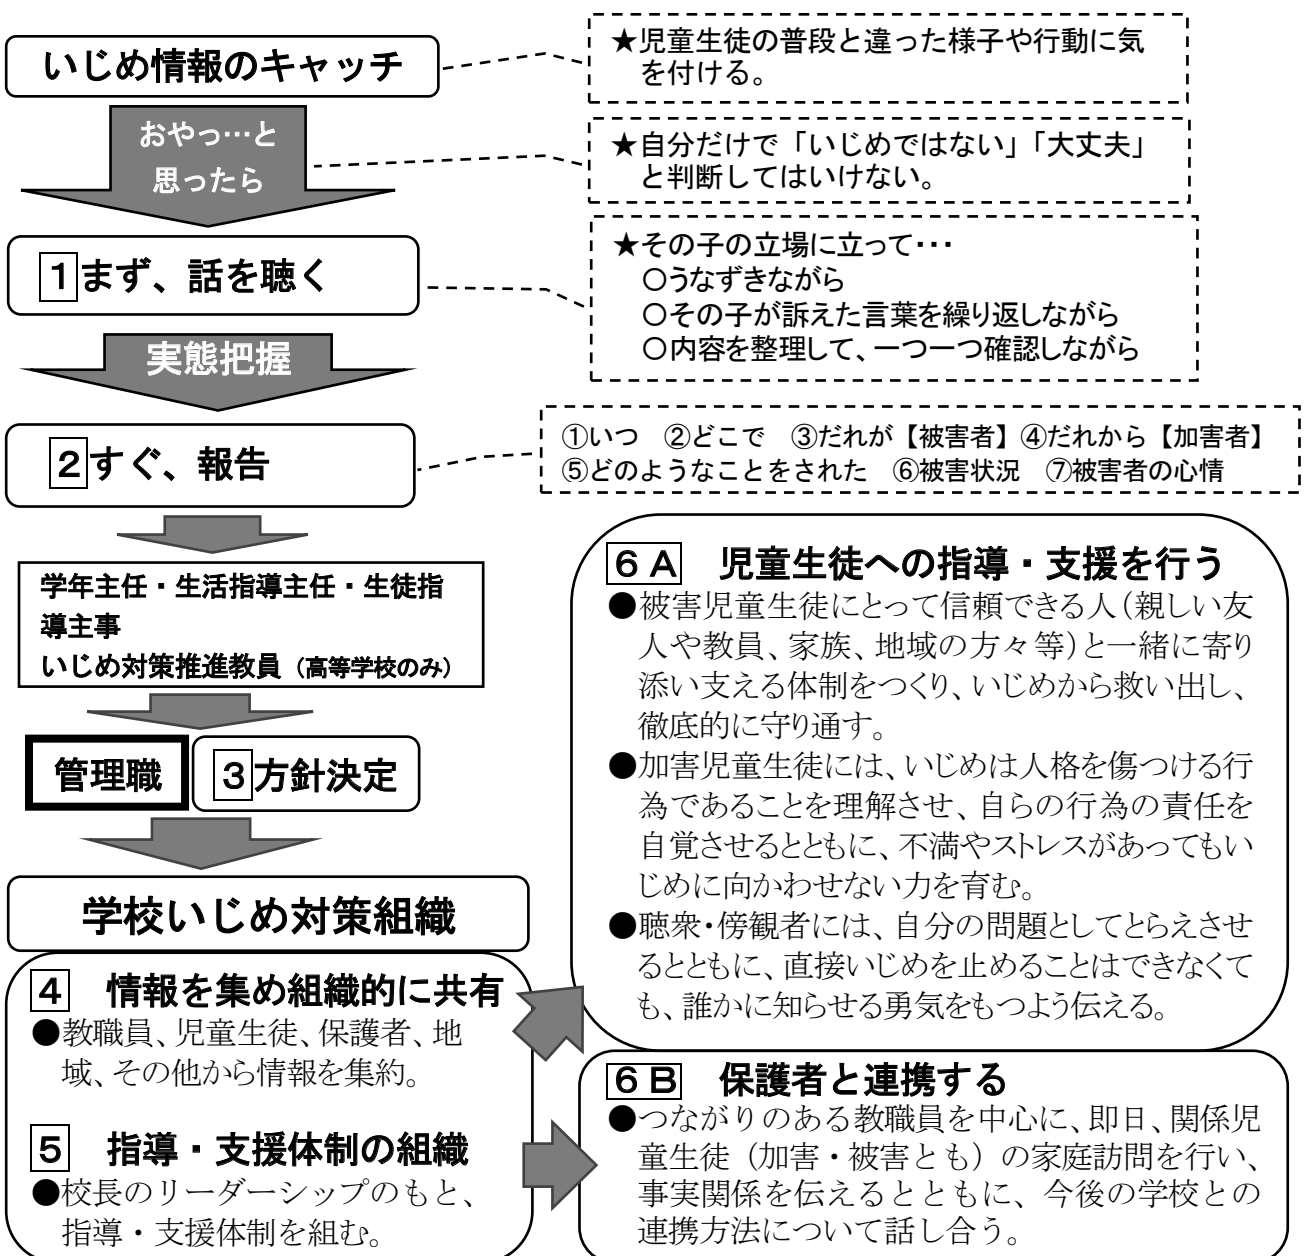 いじめ情報のキャッチ
★児童生徒の普段と違った様子や行動に気
を付ける。
おやっ…と
思ったら
★自分だけで「いじめではない」「大丈夫」
と判断してはいけない。
1まず、話を聴く
★その子の立場に立って・・・
○うなずきながら
○その子が訴えた言葉を繰り返しながら
○内容を整理して、一つ一つ確認しながら
実態把握
2すぐ、報告
①いつ　②どこで　③だれが【被害者】④だれから【加害者】
⑤どのようなことをされた　⑥被害状況　⑦被害者の心情
学年主任・生活指導主任・生徒指
導主事
いじめ対策推進教員（高等学校のみ）
管理職
3方針決定
学校いじめ対策組織
4　情報を集め組織的に共有
●教職員、児童生徒、保護者、地
域、その他から情報を集約。
5　指導・支援体制の組織
●校長のリーダーシップのもと、
指導・支援体制を組む。
6A　児童生徒への指導・支援を行う
●被害児童生徒にとって信頼できる人（親しい友
人や教員、家族、地域の方々等）と一緒に寄り
添い支える体制をつくり、いじめから救い出し、
徹底的に守り通す。
●加害児童生徒には、いじめは人格を傷つける行
為であることを理解させ、自らの行為の責任を
自覚させるとともに、不満やストレスがあってもい
じめに向かわせない力を育む。
●聴衆・傍観者には、自分の問題としてとらえさせ
るとともに、直接いじめを止めることはできなくて
も、誰かに知らせる勇気をもつよう伝える。
6B　保護者と連携する
●つながりのある教職員を中心に、即日、関係児
童生徒（加害・被害とも）の家庭訪問を行い、
事実関係を伝えるとともに、今後の学校との
連携方法について話し合う。